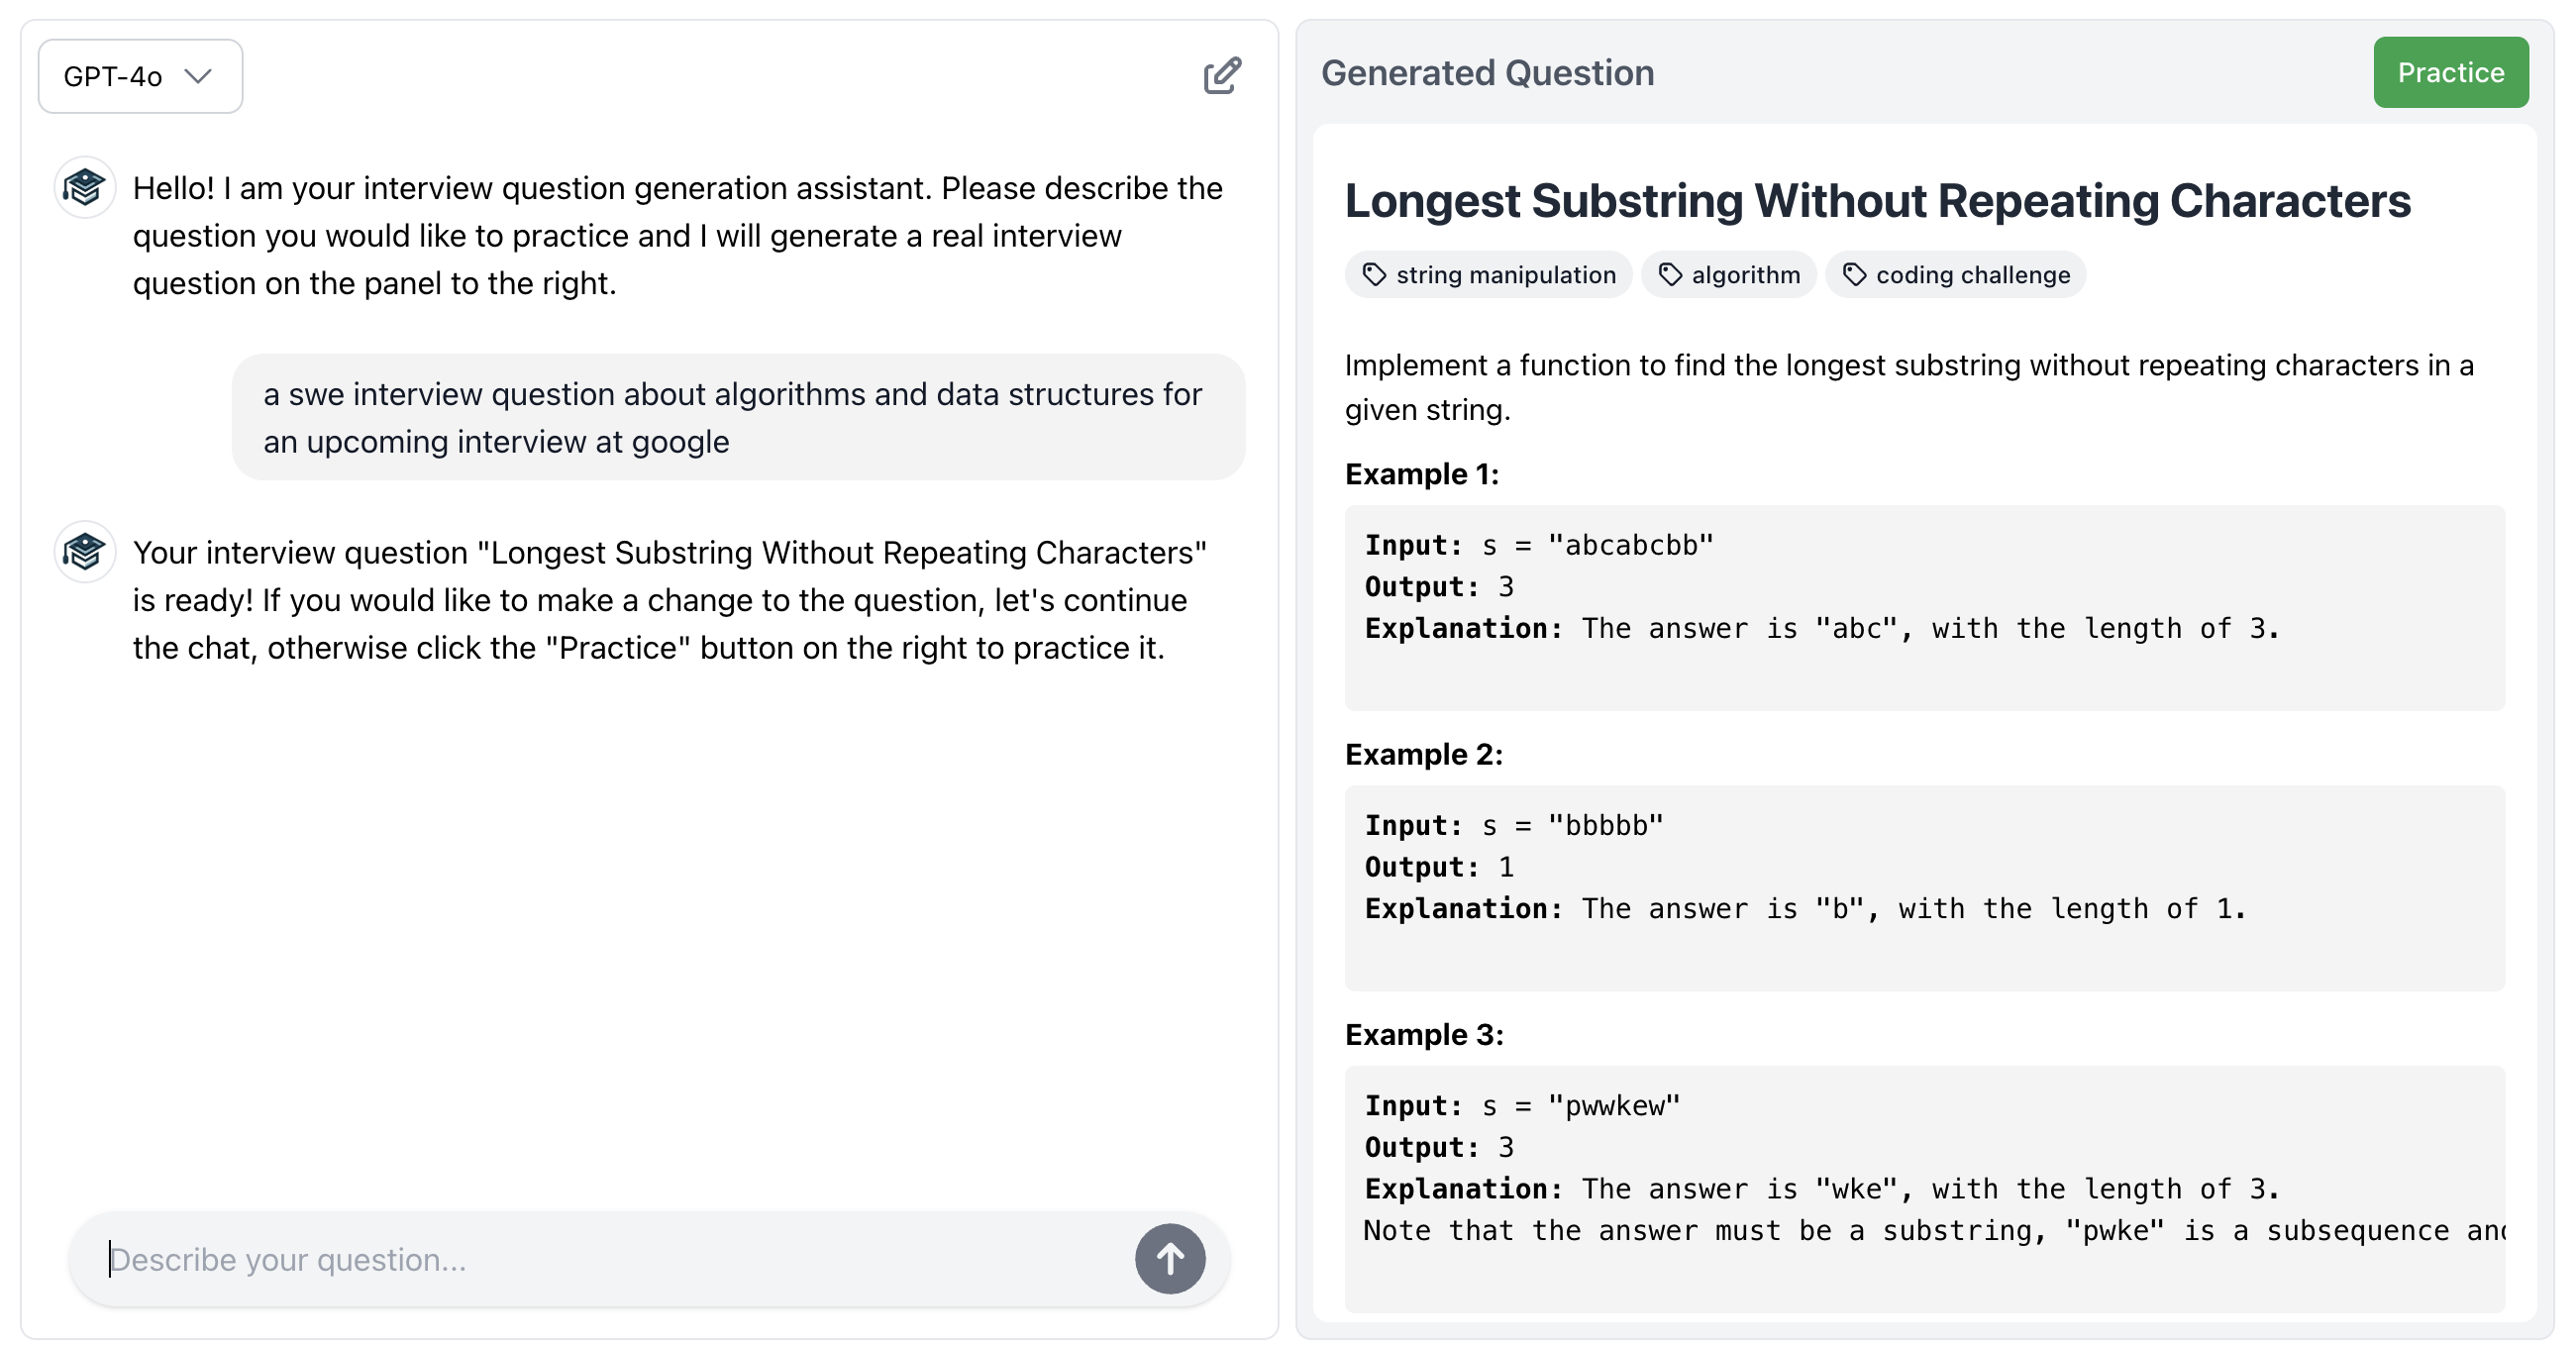 GPT-4o
Hello! I am your interview question generation assistant. Please describe the
question you would like to practice and I will generate a real interview
question on the panel to the right.
a swe interview question about algorithms and data structures for
an upcoming interview at google
Your interview question "Longest Substring Without Repeating Characters"
is ready! If you would like to make a change to the question, let's continue
the chat, otherwise click the "Practice" button on the right to practice it.
Describe your question...
Generated Question
Practice
Longest Substring Without Repeating Characters
string manipulation
algorithm
coding challenge
Implement a function to find the longest substring without repeating characters in a
given string.
Example 1:
Input: s = "abcabcbb"
Output: 3
Explanation: The answer is "abc", with the length of 3.
Example 2:
Input: s = "bbbbb"
Output: 1
Explanation: The answer is "b", with the length of 1.
Example 3:
Input: s = "pwwkew"
Output: 3
Explanation: The answer is "wke", with the length of 3.
Note that the answer must be a substring, "pwke" is a subsequence and